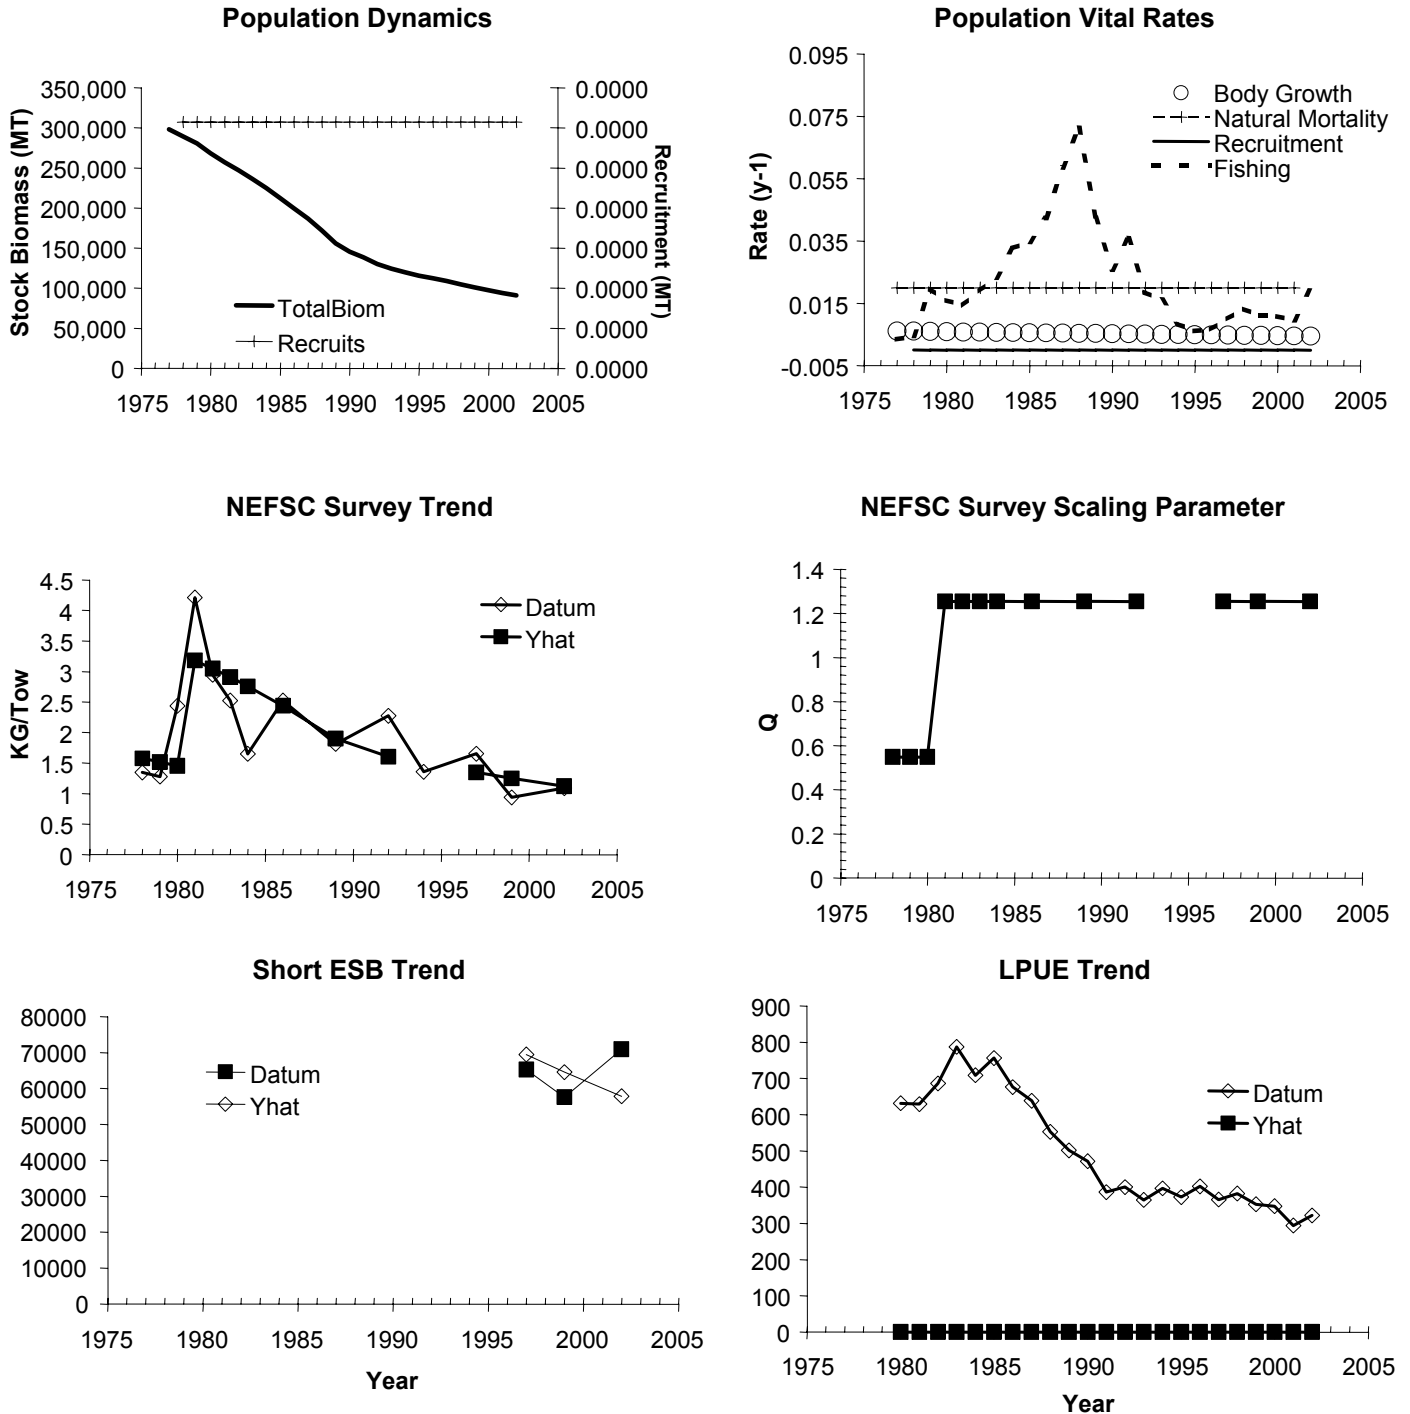 Population Dynamics
350,000
300,000
250,000
200,000
150,000
100,000
50,000
0
Stock Biomass (MT)
0.0000
0.0000
0.0000
0.0000
0.0000
0.0000
0.0000
0.0000
Recruitment (MT)
TotalBiom
Recruits
1975 1980 1985 1990 1995 2000 2005
Population Vital Rates
0.095
0.075
0.055
0.035
0.015
-0.005
Rate (y-1)
Body Growth
Natural Mortality
Recruitment
Fishing
1975 1980 1985 1990 1995 2000 2005
NEFSC Survey Trend
4.5
4
3.5
3
2.5
2
1.5
1
0.5
0
KG/Tow
Datum
Yhat
1975 1980 1985 1990 1995 2000 2005
NEFSC Survey Scaling Parameter
1.4
1.2
1
0.8
0.6
0.4
0.2
0
Q
1975 1980 1985 1990 1995 2000 2005
Short ESB Trend
80000
70000
60000
50000
40000
30000
20000
10000
0
Datum
Yhat
1975 1980 1985 1990 1995 2000 2005
Year
LPUE Trend
900
800
700
600
500
400
300
200
100
0
Datum
Yhat
1975 1980 1985 1990 1995 2000 2005
Year